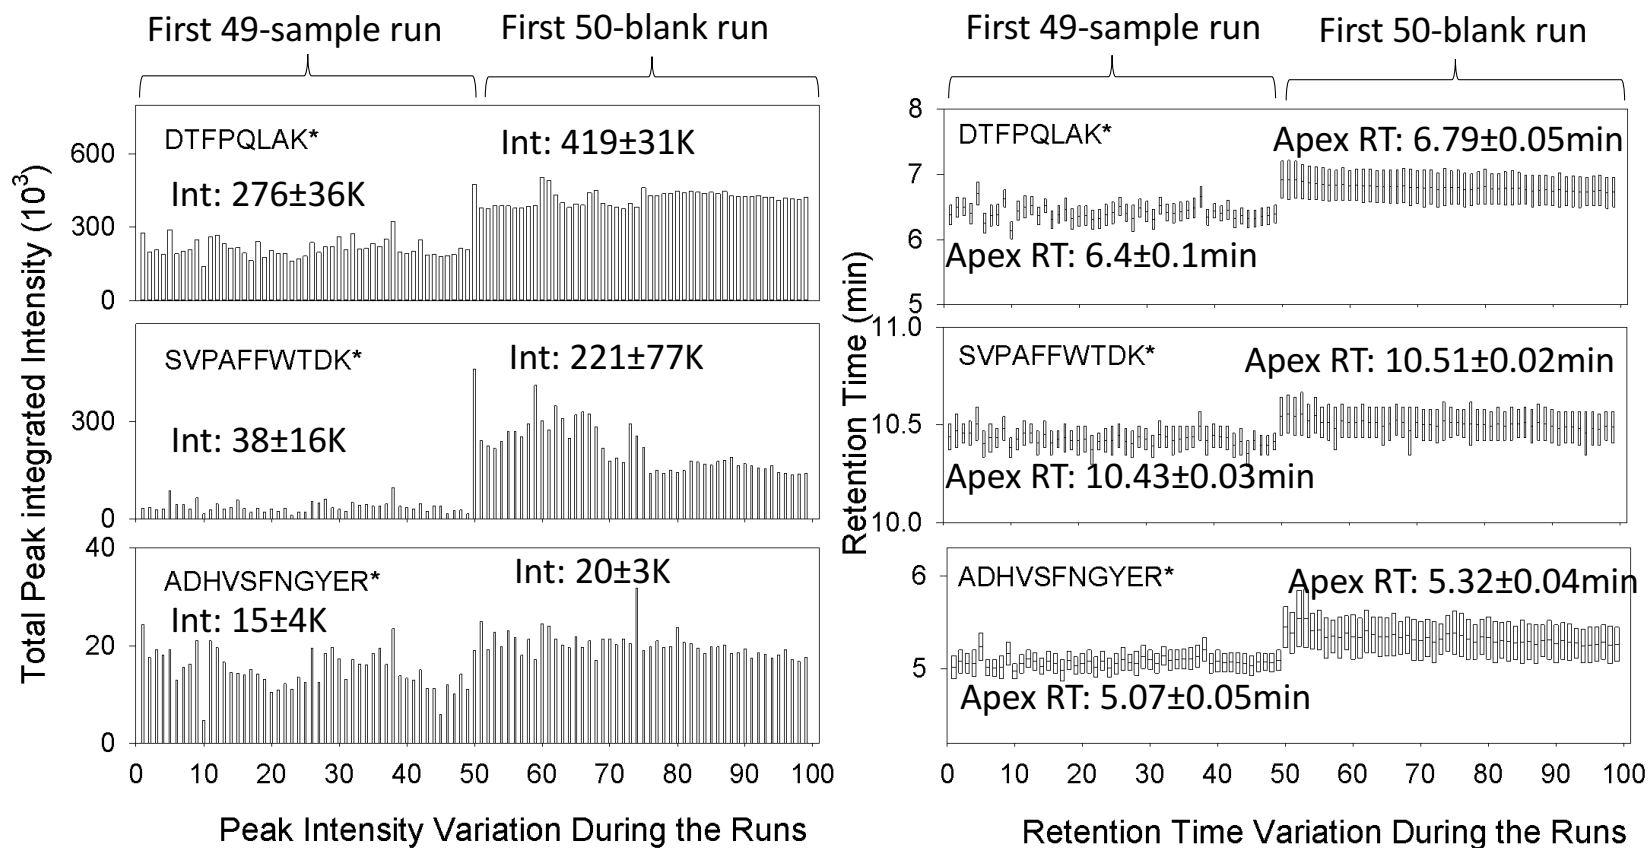 First 49-sample run
First 50-blank run
Total Peak integrated Intensity (10³)
600
300
0
DTFPQLAK*
Int: 276±36K
Int: 419±31K
300
0
SVPAFFWTDK*
Int: 38±16K
Int: 221±77K
40
20
0
ADHVSFNGYER*
Int: 15±4K
Int: 20±3K
0 10 20 30 40 50 60 70 80 90 100
Peak Intensity Variation During the Runs
First 49-sample run
First 50-blank run
Retention Time (min)
8
7
6
5
DTFPQLAK*
Apex RT: 6.79±0.05min
Apex RT: 6.4±0.1min
11.0
10.5
10.0
SVPAFFWTDK*
Apex RT: 10.51±0.02min
Apex RT: 10.43±0.03min
6
5
ADHVSFNGYER*
Apex RT: 5.32±0.04min
Apex RT: 5.07±0.05min
0 10 20 30 40 50 60 70 80 90 100
Retention Time Variation During the Runs